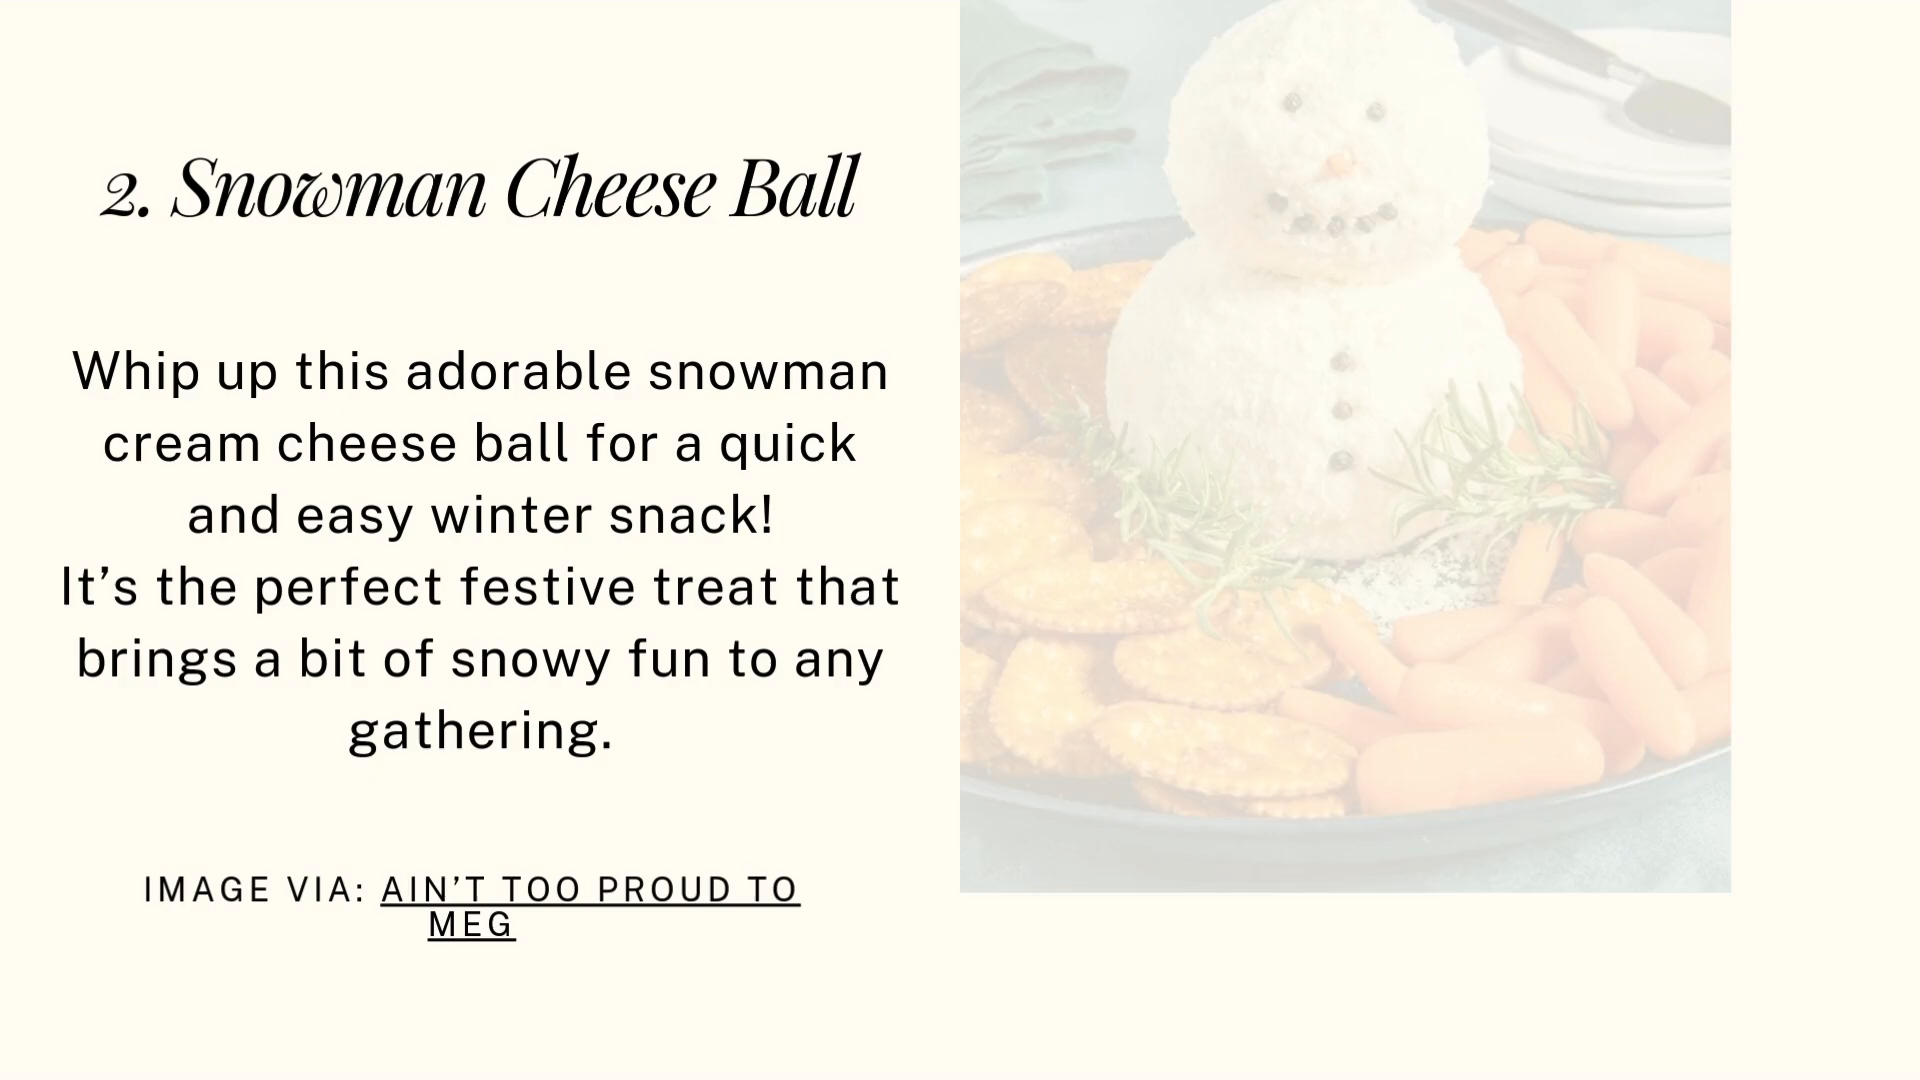 2. Snowman Cheese Ball
Whip up this adorable snowman
cream cheese ball for a quick
and easy winter snack!
It’s the perfect festive treat that
brings a bit of snowy fun to any
gathering.
IMAGE VIA: AIN’T TOO PROUD TO
MEG